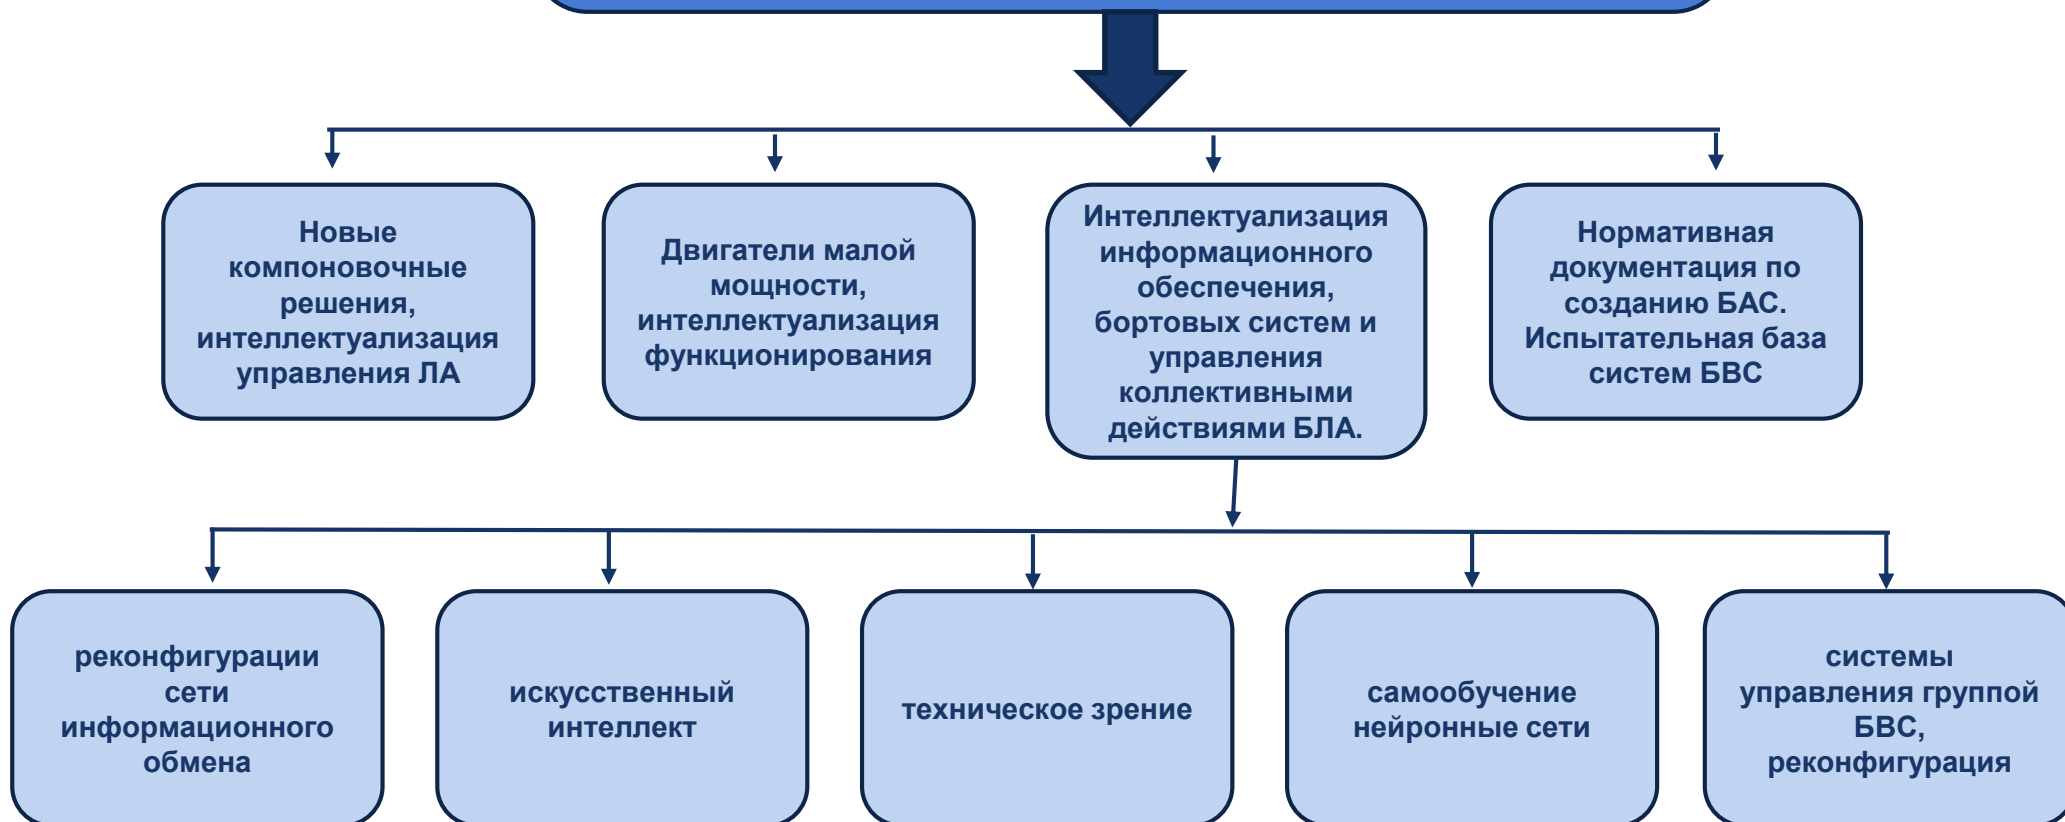 Новые
компоновочные
решения,
интеллектуализация
управления ЛА
Двигатели малой
мощности,
интеллектуализация
функционирования
Интеллектуализация
информационного
обеспечения,
бортовых систем и
управления
коллективными
действиями БЛА.
Нормативная
документация по
созданию БАС.
Испытательная база
систем БВС
реконфигурации
сети
информационного
обмена
искусственный
интеллект
техническое зрение
самообучение
нейронные сети
системы
управления группой
БВС,
реконфигурация